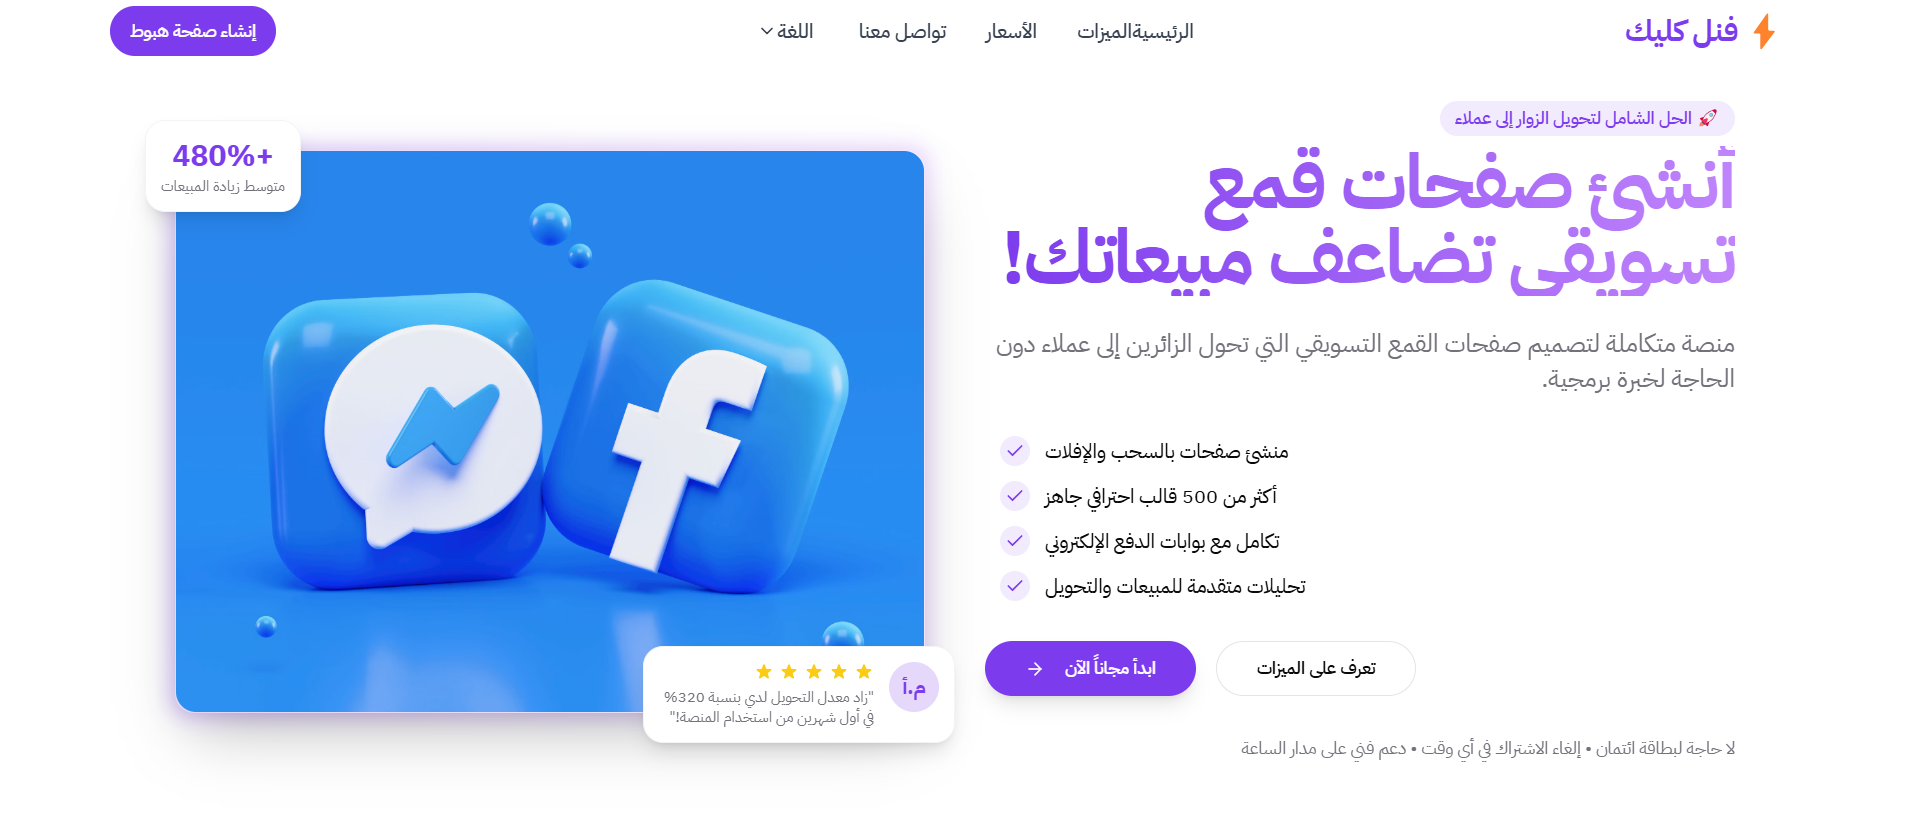 فنل كليك
الرئيسية
الميزات
الأسعار
تواصل معنا
اللغة
إنشاء صفحة هبوط
🚀 الحل الشامل لتحويل الزوار إلى عملاء
أنشئ صفحات قمع
تسويقي تضاعف مبيعاتك!
منصة متكاملة لتصميم صفحات القمع التسويقي التي تحول الزائرين إلى عملاء دون
الحاجة لخبرة برمجية.
منشئ صفحات بالسحب والإفلات
أكثر من 500 قالب احترافي جاهز
تكامل مع بوابات الدفع الإلكتروني
تحليلات متقدمة للمبيعات والتحويل
تعرف على الميزات
ابدأ مجاناً الآن
لا حاجة لبطاقة ائتمان • إلغاء الاشتراك في أي وقت • دعم فني على مدار الساعة
480%+
متوسط زيادة المبيعات
f
م.أ
"زاد معدل التحويل لدي بنسبة 320%
في أول شهرين من استخدام المنصة!"